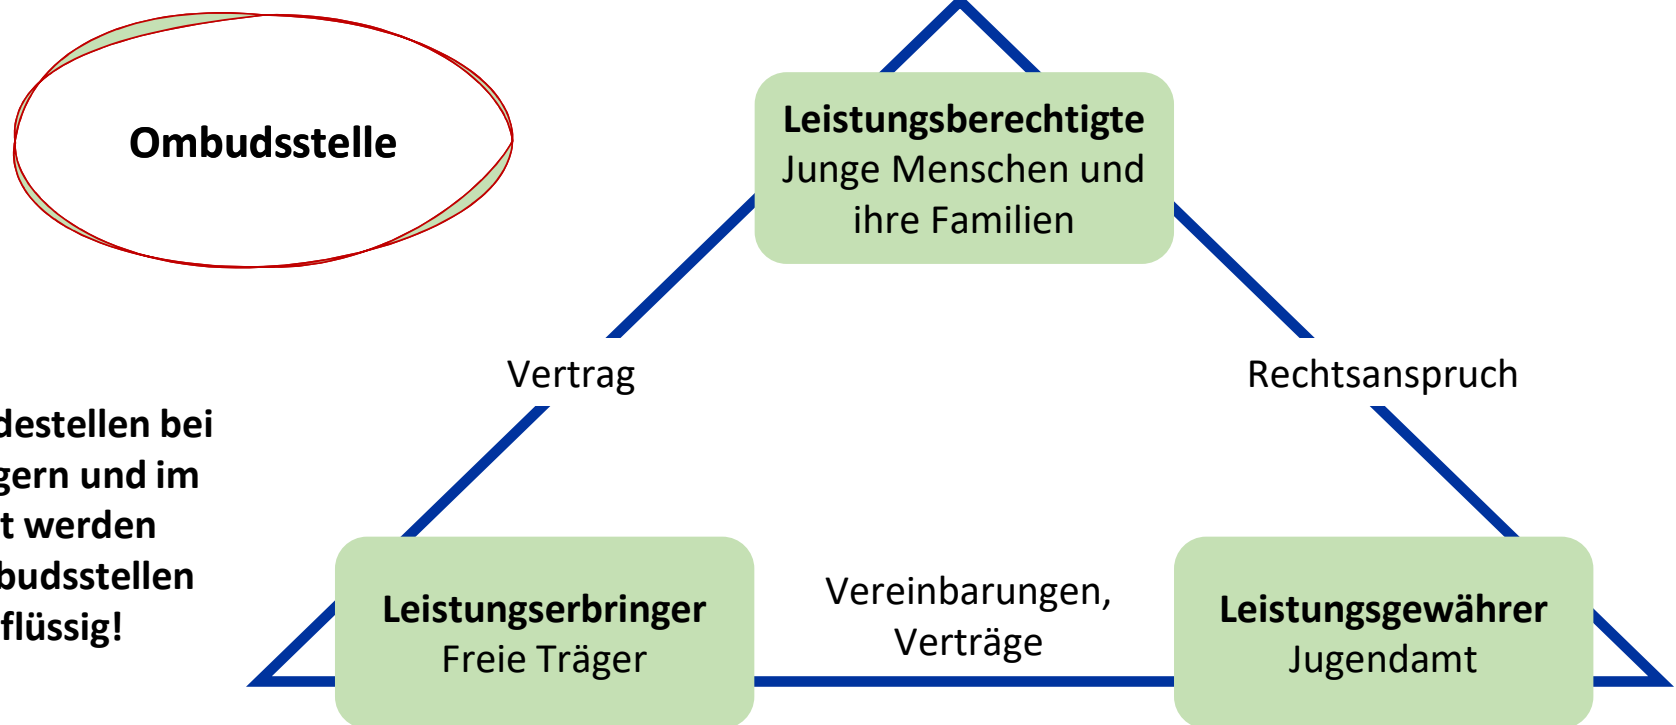 Ombudsstelle
Leistungsberechtigte
Junge Menschen und
ihre Familien
Vertrag
Rechtsanspruch
destellen bei
gern und im
t werden
budsstellen
flüssig!
Leistungserbringer
Freie Träger
Vereinbarungen,
Verträge
Leistungsgewährer
Jugendamt